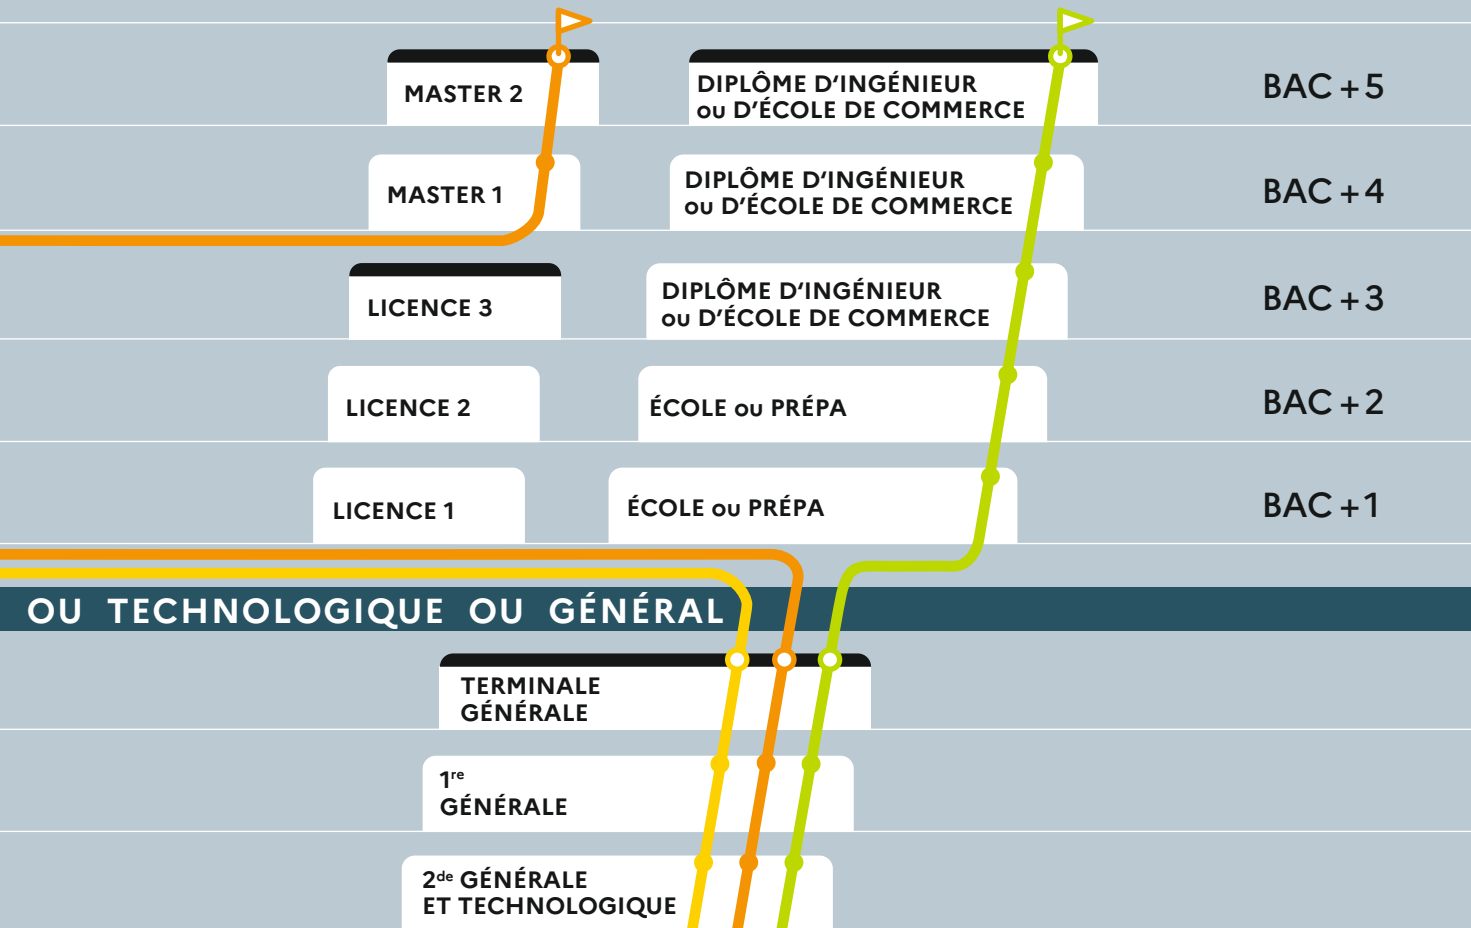 MASTER 2
DIPLÔME D'INGÉNIEUR
ou D'ÉCOLE DE COMMERCE
BAC +5
MASTER 1
DIPLÔME D'INGÉNIEUR
ou D'ÉCOLE DE COMMERCE
BAC +4
LICENCE 3
DIPLÔME D'INGÉNIEUR
ou D'ÉCOLE DE COMMERCE
BAC +3
LICENCE 2
ÉCOLE ou PRÉPA
BAC +2
LICENCE 1
ÉCOLE ou PRÉPA
BAC +1
OU TECHNOLOGIQUE OU GÉNÉRAL
TERMINALE
GÉNÉRALE
1re
GÉNÉRALE
2de GÉNÉRALE
ET TECHNOLOGIQUE